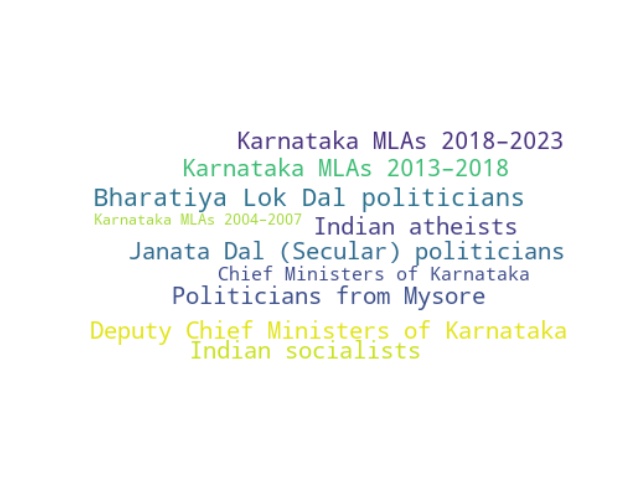 Karnataka MLAs 2018–2023
Karnataka MLAs 2013–2018
Bharatiya Lok Dal politicians
Karnataka MLAs 2004–2007
Indian atheists
Janata Dal (Secular) politicians
Chief Ministers of Karnataka
Politicians from Mysore
Deputy Chief Ministers of Karnataka
Indian socialists